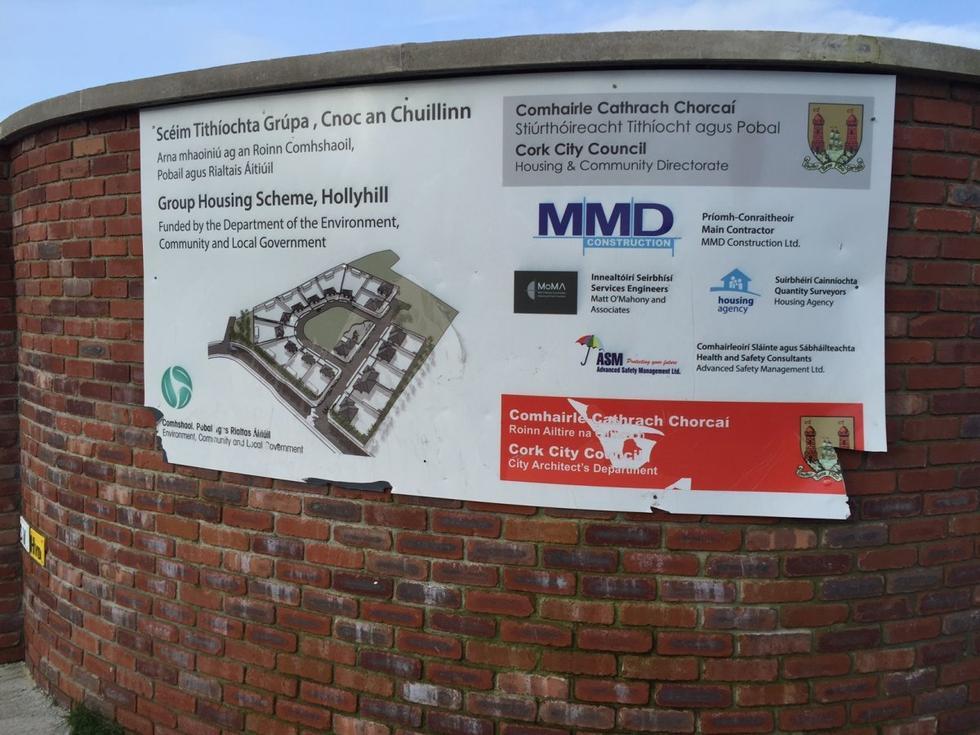 Scéim Tithíochta Grúpa , Cnoc an Chuillinn
Arna mhaoiniú ag an Roinn Comhshaoil,
Pobail agus Rialtais Áitiúil
Group Housing Scheme, Hollyhill
Funded by the Department of the Environment,
Community and Local Government
Comhshaol, Pobal agus Rialtas Áitiúil
Environment, Community and Local Government
Comhairle Cathrach Chorcaí
Stiúrthóireacht Tithíocht agus Pobal
Cork City Council
Housing & Community Directorate
MMD
CONSTRUCTION
Príomh-Conraitheoir
Main Contractor
MMD Construction Ltd.
MOMA
Innealtóirí Seirbhísí
Services Engineers
Matt O'Mahony and
Associates
housing
agency
Suirbhéirí Cainníochta
Quantity Surveyors
Housing Agency
ASM Protecting your future
Advanced Safety Management Ltd.
Comhairleoirí Sláinte agus Sábháilteachta
Health and Safety Consultants
Advanced Safety Management Ltd.
Comhairle Cathrach Chorcaí
Roinn Ailtire na
Cork City Council
City Architect's Department